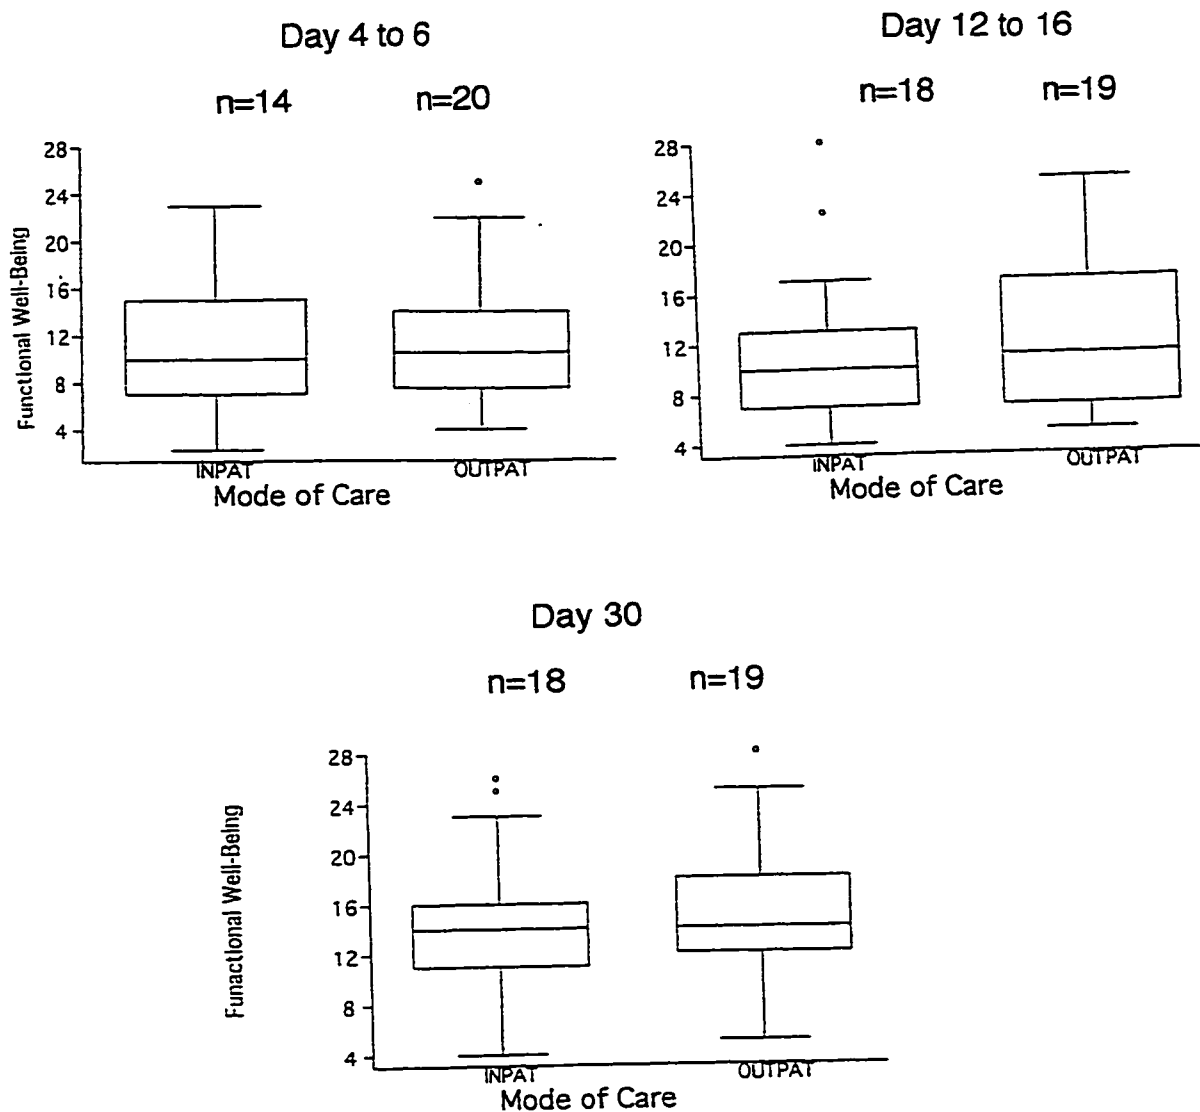 Day 4 to 6
n=14 n=20
28
24
20
16
12
8
4
Functional Well-Being
INPAT OUTPAT
Mode of Care
Day 12 to 16
n=18 n=19
28
24
20
16
12
8
4
INPAT OUTPAT
Mode of Care
Day 30
n=18 n=19
28
24
20
16
12
8
4
Funactional Well-Being
INPAT OUTPAT
Mode of Care